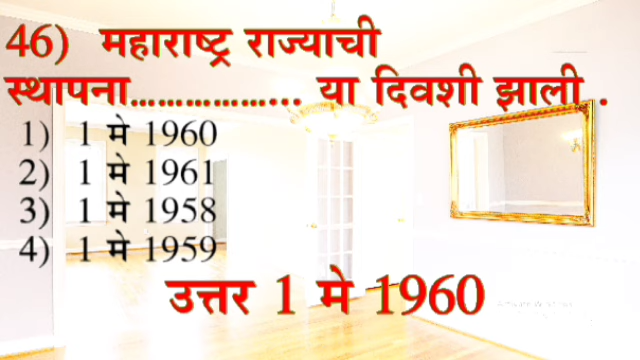 46) महाराष्ट्र राज्याची
स्थापना……………... या दिवशी झाली .
1) 1 मे 1960
2) 1 मे 1961
3) 1 मे 1958
4) 1 मे 1959
उत्तर 1 मे 1960